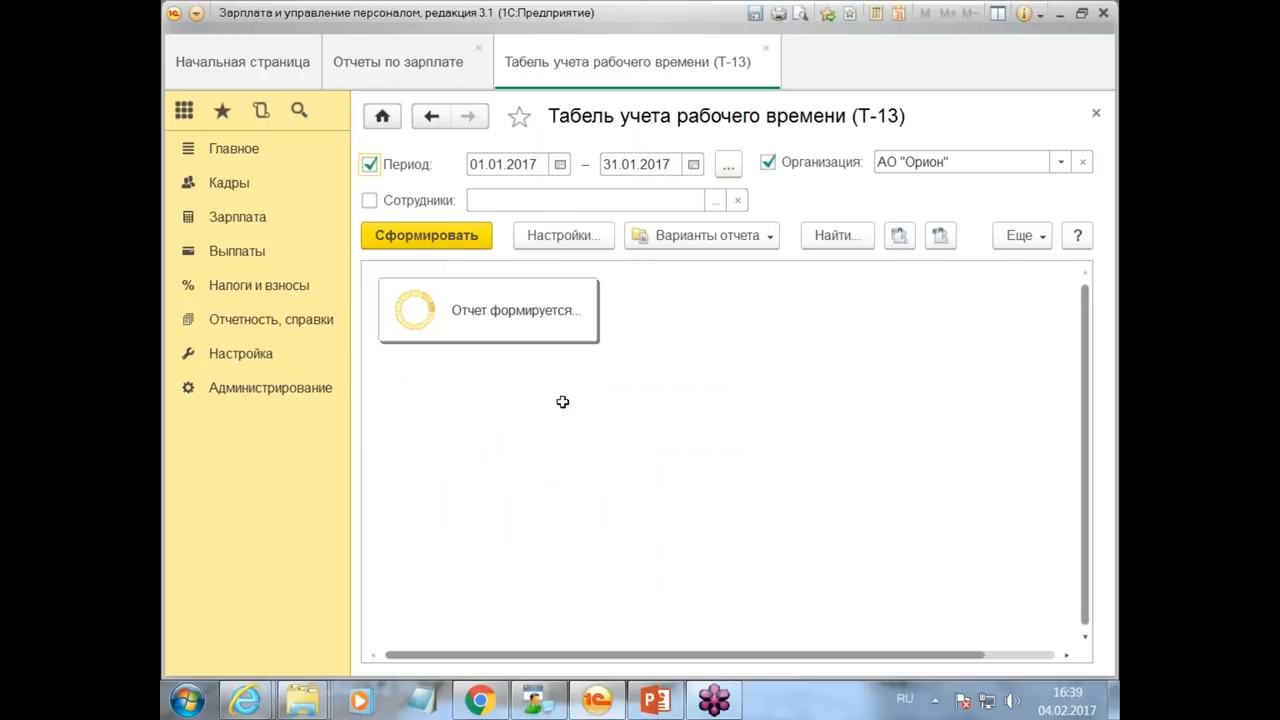 Зарплата и управление персоналом, редакция 3.1 (1С:Предприятие)
M M+ M-
Начальная страница
Отчеты по зарплате
Табель учета рабочего времени (Т-13)
Табель учета рабочего времени (Т-13)
Главное
Кадры
Зарплата
Выплаты
Налоги и взносы
Отчетность, справки
Настройка
Администрирование
Период: 01.01.2017 – 31.01.2017 ... Организация: АО "Орион"
Сотрудники: ...
Сформировать Настройки... Варианты отчета Найти... Еще ?
Отчет формируется...
RU
16:39
04.02.2017